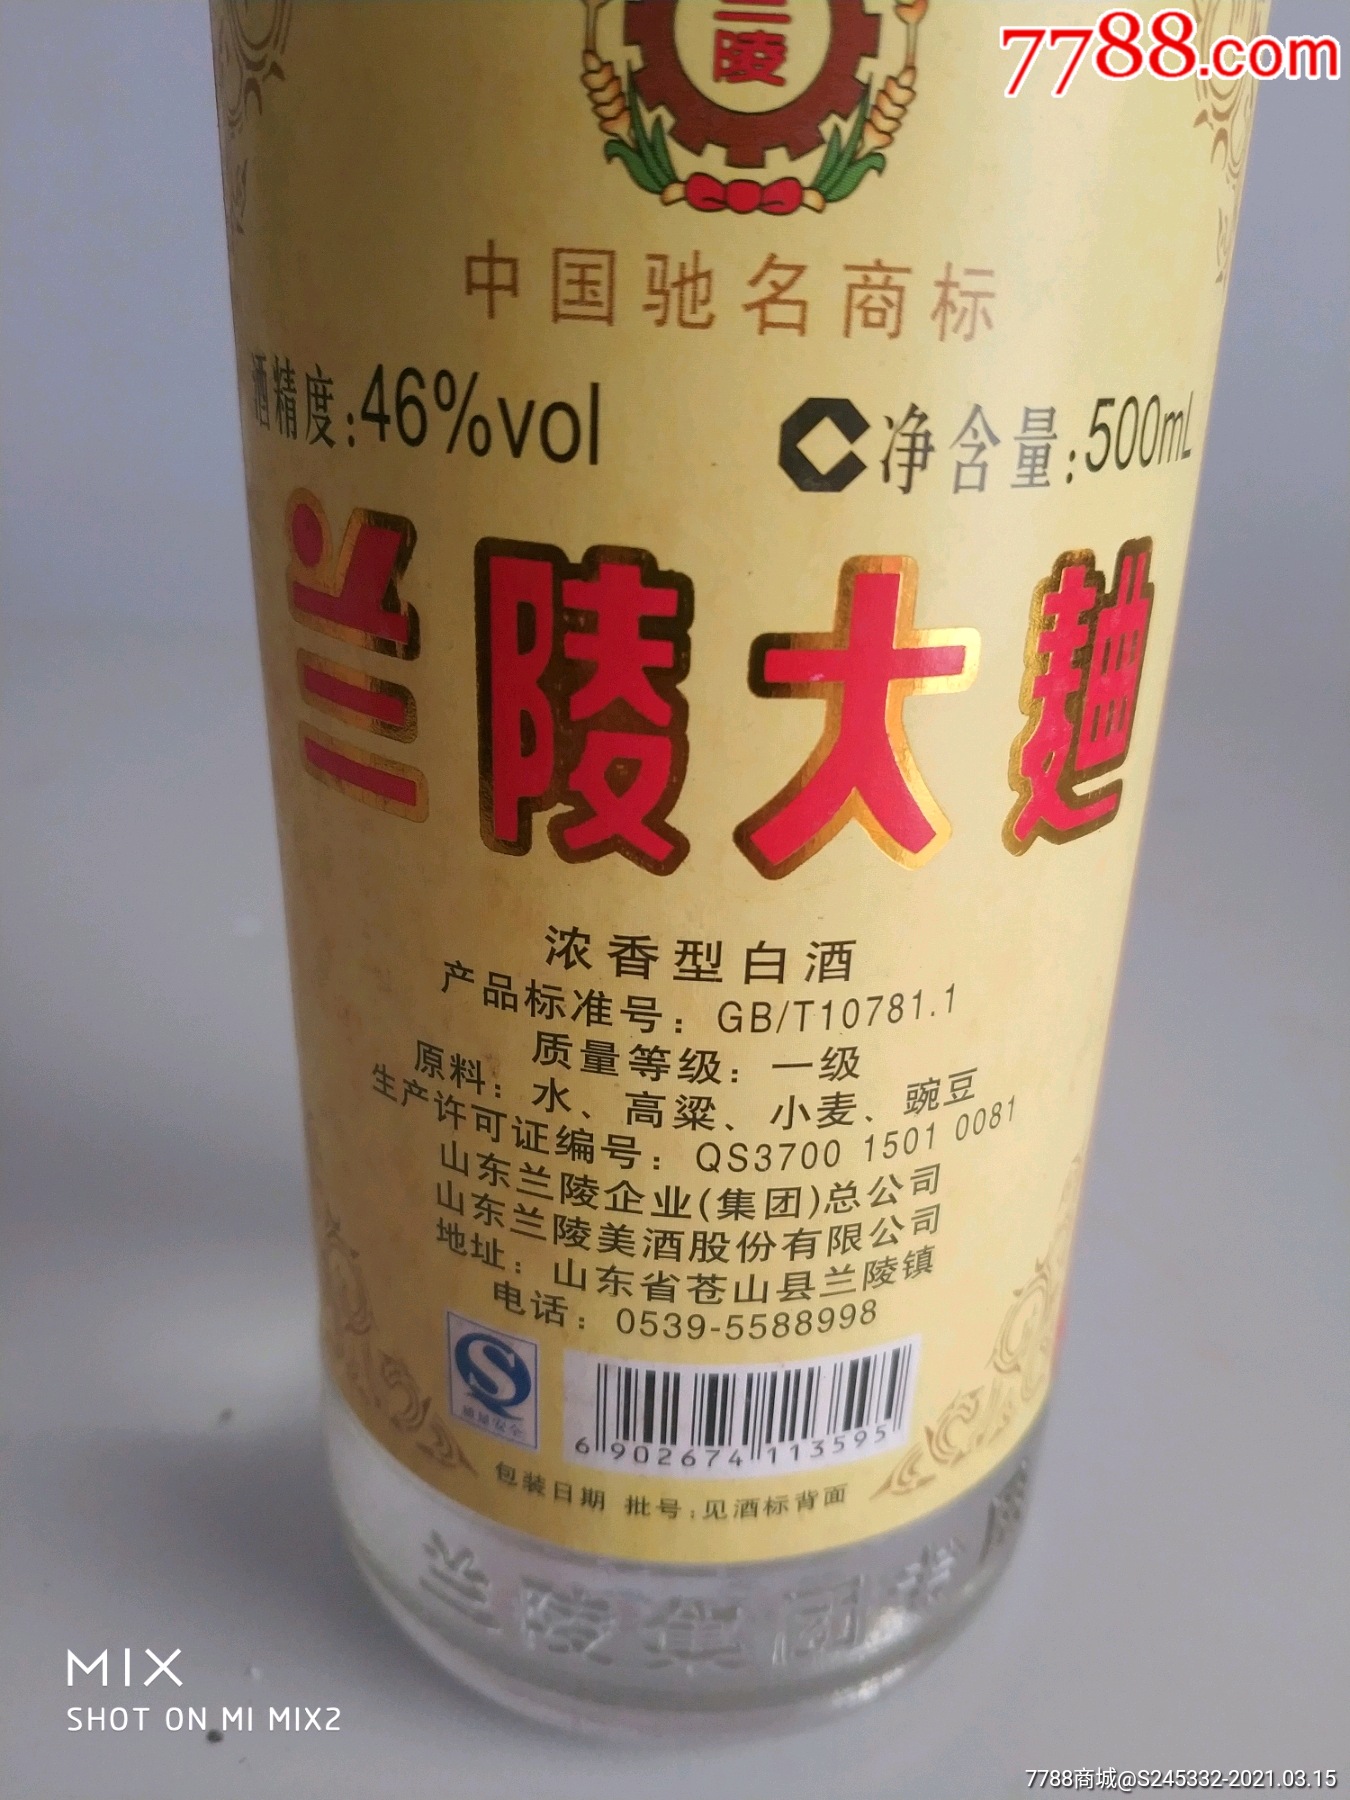 7788.com
兰陵
中国驰名商标
酒精度:46%vol
C净含量:500mL
兰陵大麯
浓香型白酒
产品标准号：GB/T10781.1
质量等级：一级
原料：水、高粱、小麦、豌豆
生产许可证编号：QS3700 1501 0081
山东兰陵企业(集团)总公司
山东兰陵美酒股份有限公司
地址：山东省苍山县兰陵镇
电话：0539-5588998
质量安全
6 902674 113595
包装日期 批号:见酒标背面
兰陵集团
MIX
SHOT ON MI MIX2
7788商城@S245332-2021.03.15